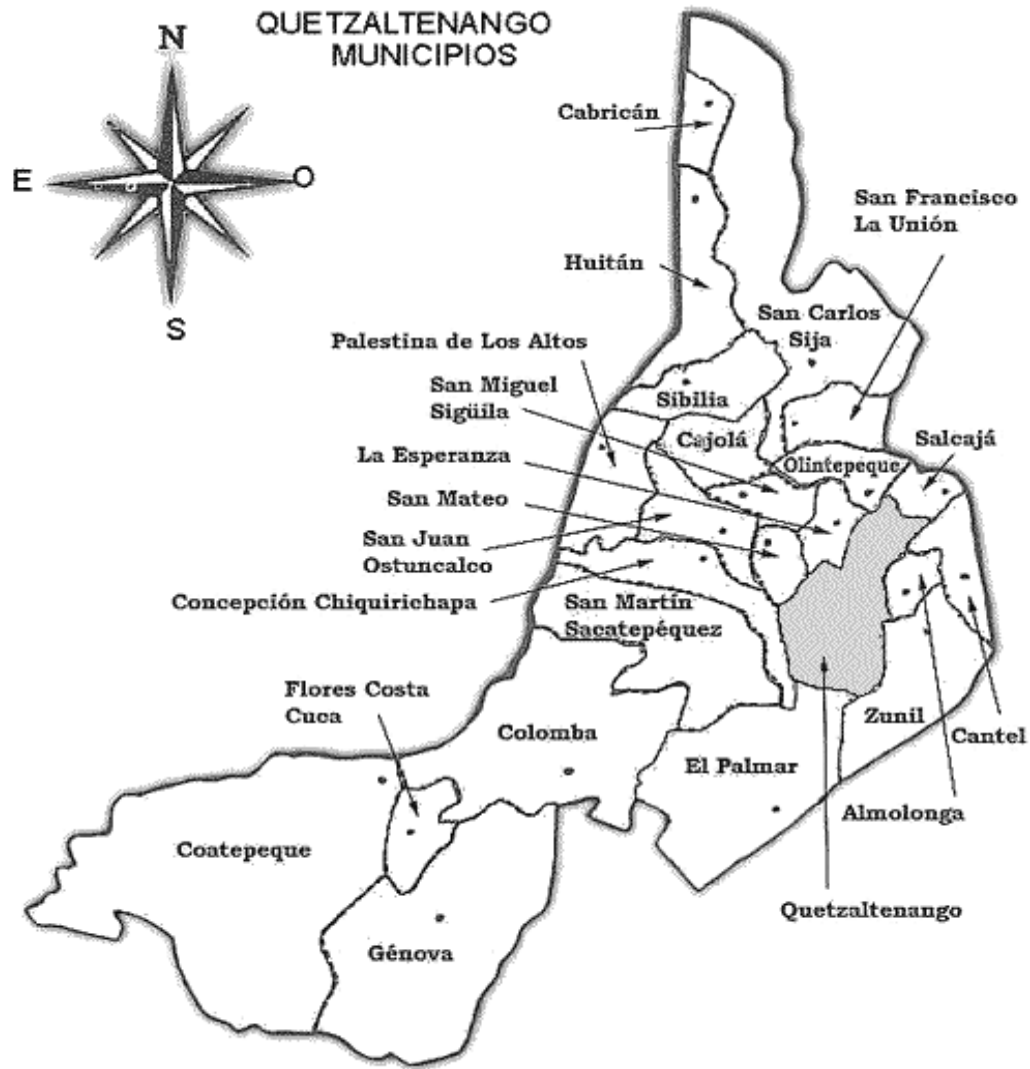 QUETZALTENANGO
MUNICIPIOS
N
E
O
S
Cabricán
San Francisco
La Unión
Huitán
San Carlos
Sija
Palestina de Los Altos
San Miguel
Sigüila
Sibilia
Cajolá
Salcajá
La Esperanza
Olintepeque
San Mateo
San Juan
Ostuncalco
Concepción Chiquirichapa
San Martín
Sacatepéquez
Flores Costa
Cuca
Colomba
Zunil
Cantel
El Palmar
Almolonga
Coatepeque
Quetzaltenango
Génova